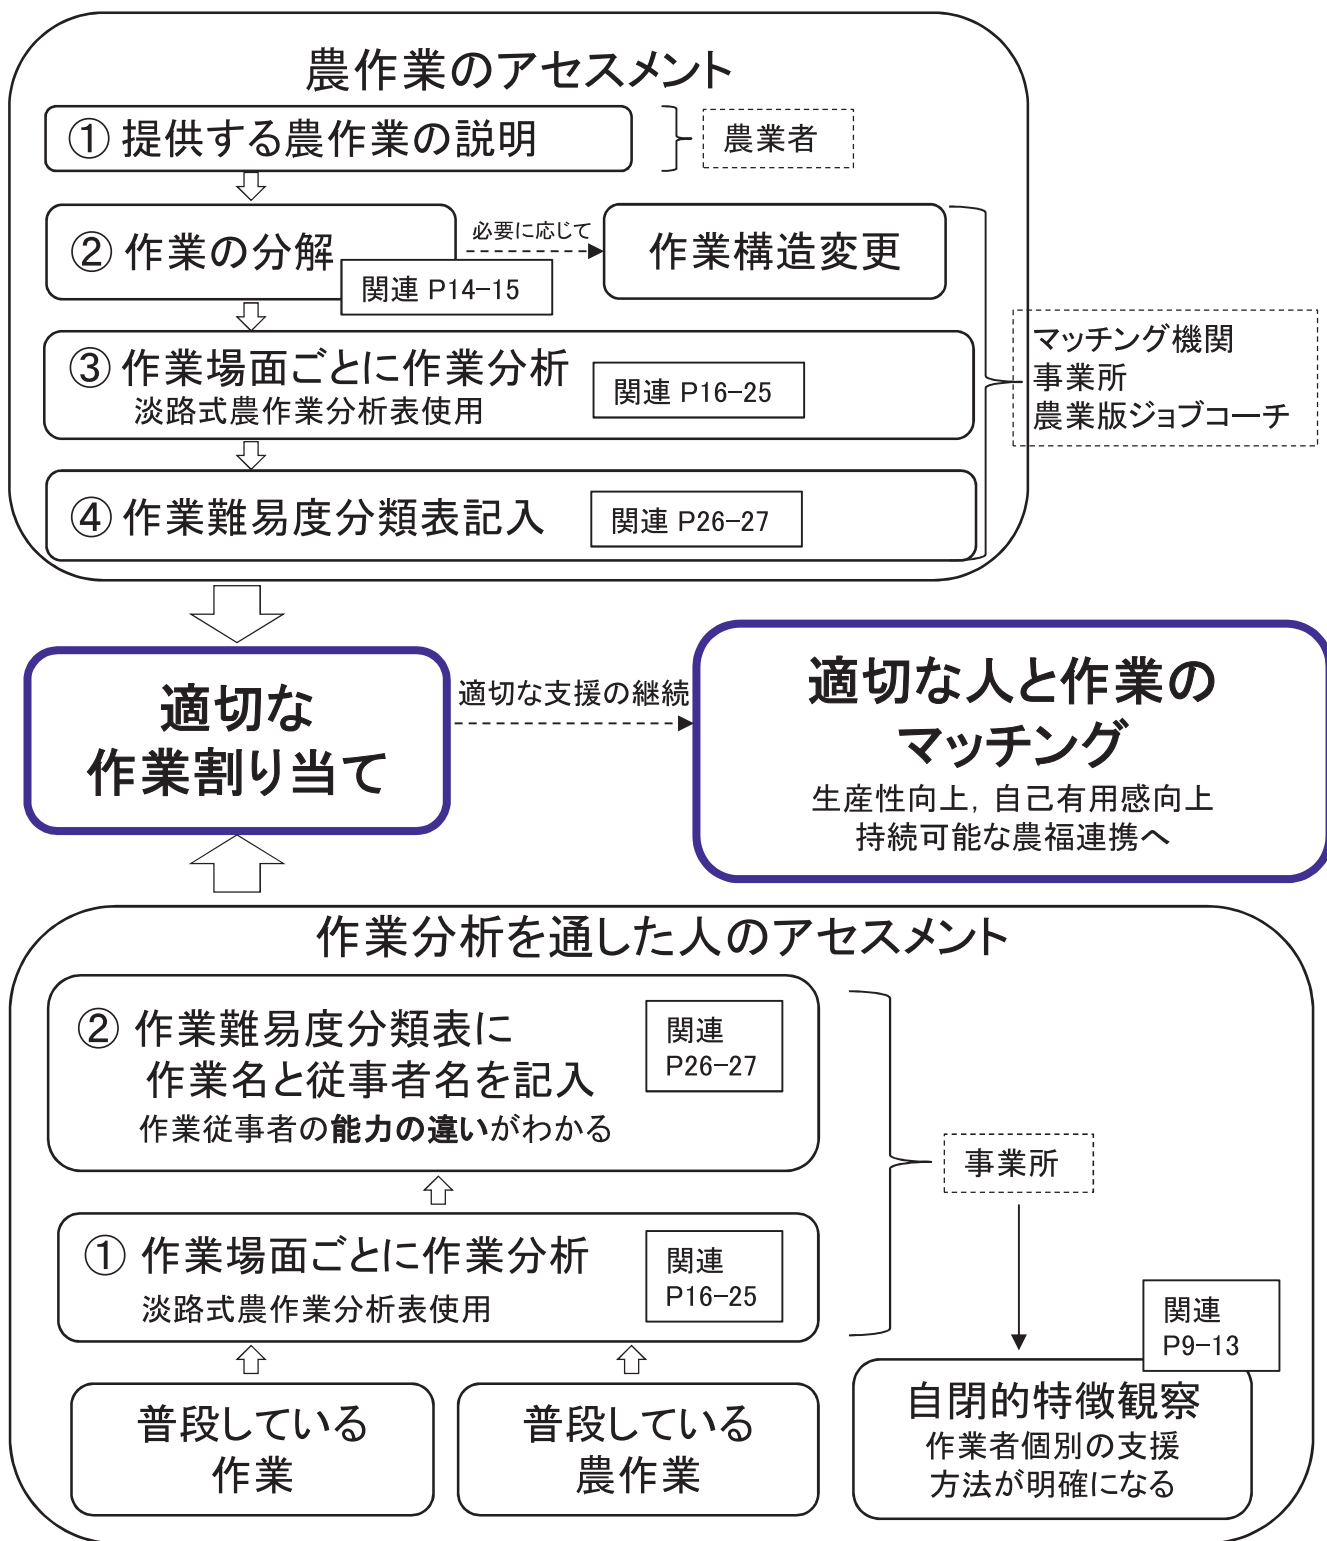 農作業のアセスメント
① 提供する農作業の説明
農業者
② 作業の分解
関連 P14-15
必要に応じて
作業構造変更
③ 作業場面ごとに作業分析
淡路式農作業分析表使用
関連 P16-25
④ 作業難易度分類表記入
関連 P26-27
マッチング機関
事業所
農業版ジョブコーチ
適切な
作業割り当て
適切な支援の継続
適切な人と作業の
マッチング
生産性向上，自己有用感向上
持続可能な農福連携へ
作業分析を通した人のアセスメント
② 作業難易度分類表に
作業名と従事者名を記入
作業従事者の能力の違いがわかる
関連
P26-27
① 作業場面ごとに作業分析
淡路式農作業分析表使用
関連
P16-25
事業所
普段している
作業
普段している
農作業
関連
P9-13
自閉的特徴観察
作業者個別の支援
方法が明確になる